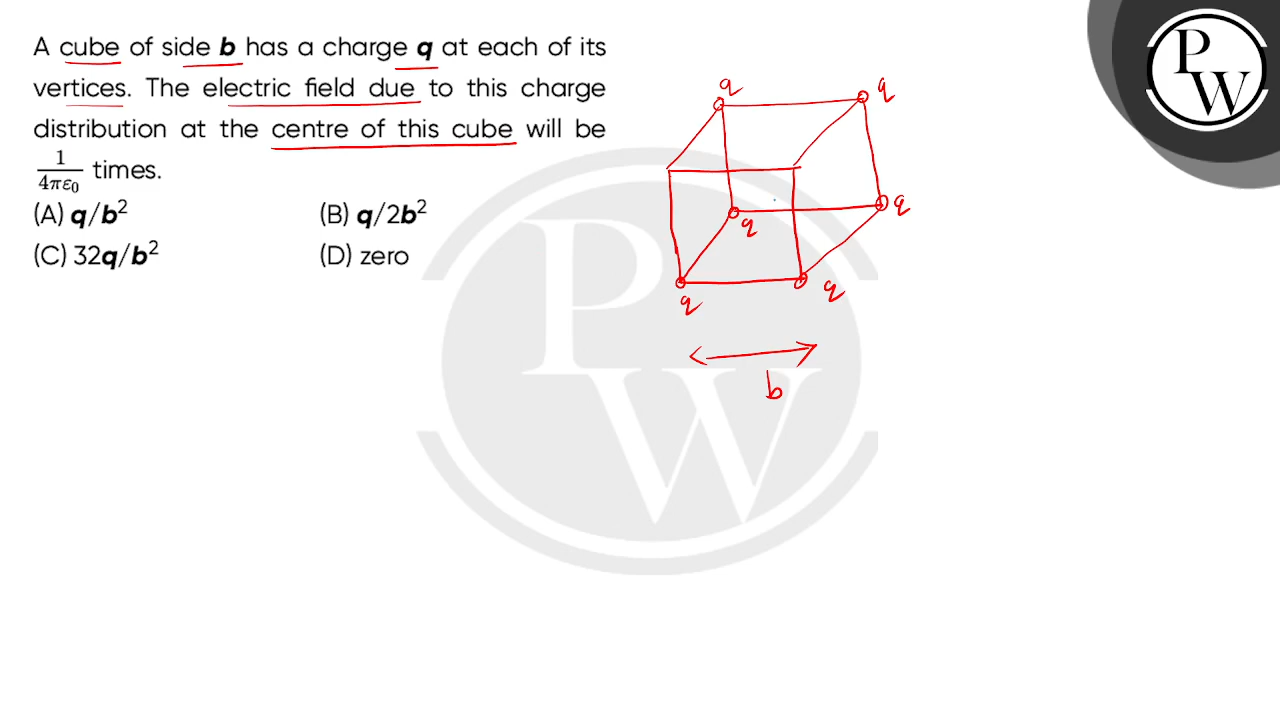 A cube of side b has a charge q at each of its
vertices. The electric field due to this charge
distribution at the centre of this cube will be
1/4πε₀ times.
(A) q/b² (B) q/2b²
(C) 32q/b² (D) zero
q q
q q
q q
b
P
W
P
W